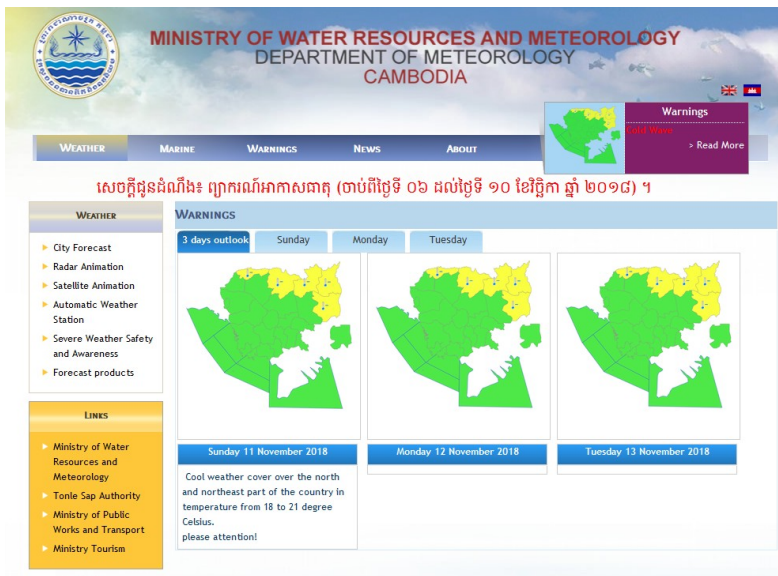 MINISTRY OF WATER RESOURCES AND METEOROLOGY
DEPARTMENT OF METEOROLOGY
CAMBODIA
Warnings
Cold Wave
> Read More
WEATHER
MARINE
WARNINGS
NEWS
ABOUT
សេចក្តីជូនដំណឹង៖ ព្យាករណ៍អាកាសធាតុ (ចាប់ពីថ្ងៃទី ០៦ ដល់ថ្ងៃទី ១០ ខែវិច្ឆិកា ឆ្នាំ ២០១៨) ។
WEATHER
City Forecast
Radar Animation
Satellite Animation
Automatic Weather
Station
Severe Weather Safety
and Awareness
Forecast products
LINKS
Ministry of Water
Resources and
Meteorology
Tonle Sap Authority
Ministry of Public
Works and Transport
Ministry Tourism
WARNINGS
3 days outlook
Sunday
Monday
Tuesday
Sunday 11 November 2018
Monday 12 November 2018
Tuesday 13 November 2018
Cool weather cover over the north
and northeast part of the country in
temperature from 18 to 21 degree
Celsius.
please attention!